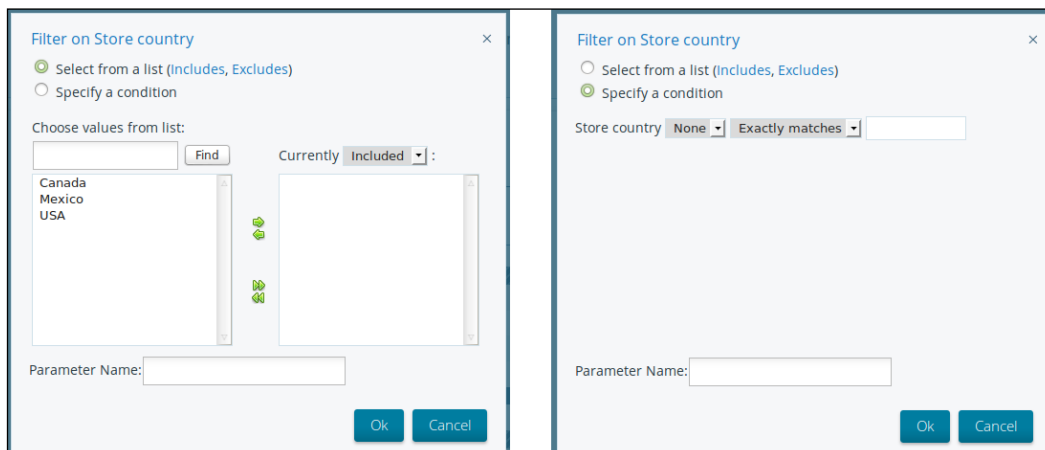 Filter on Store country ×
Select from a list (Includes, Excludes)
Specify a condition
Choose values from list:
Find
Currently Included :
Canada
Mexico
USA
Parameter Name:
Ok Cancel
Filter on Store country ×
Select from a list (Includes, Excludes)
Specify a condition
Store country None Exactly matches
Parameter Name:
Ok Cancel